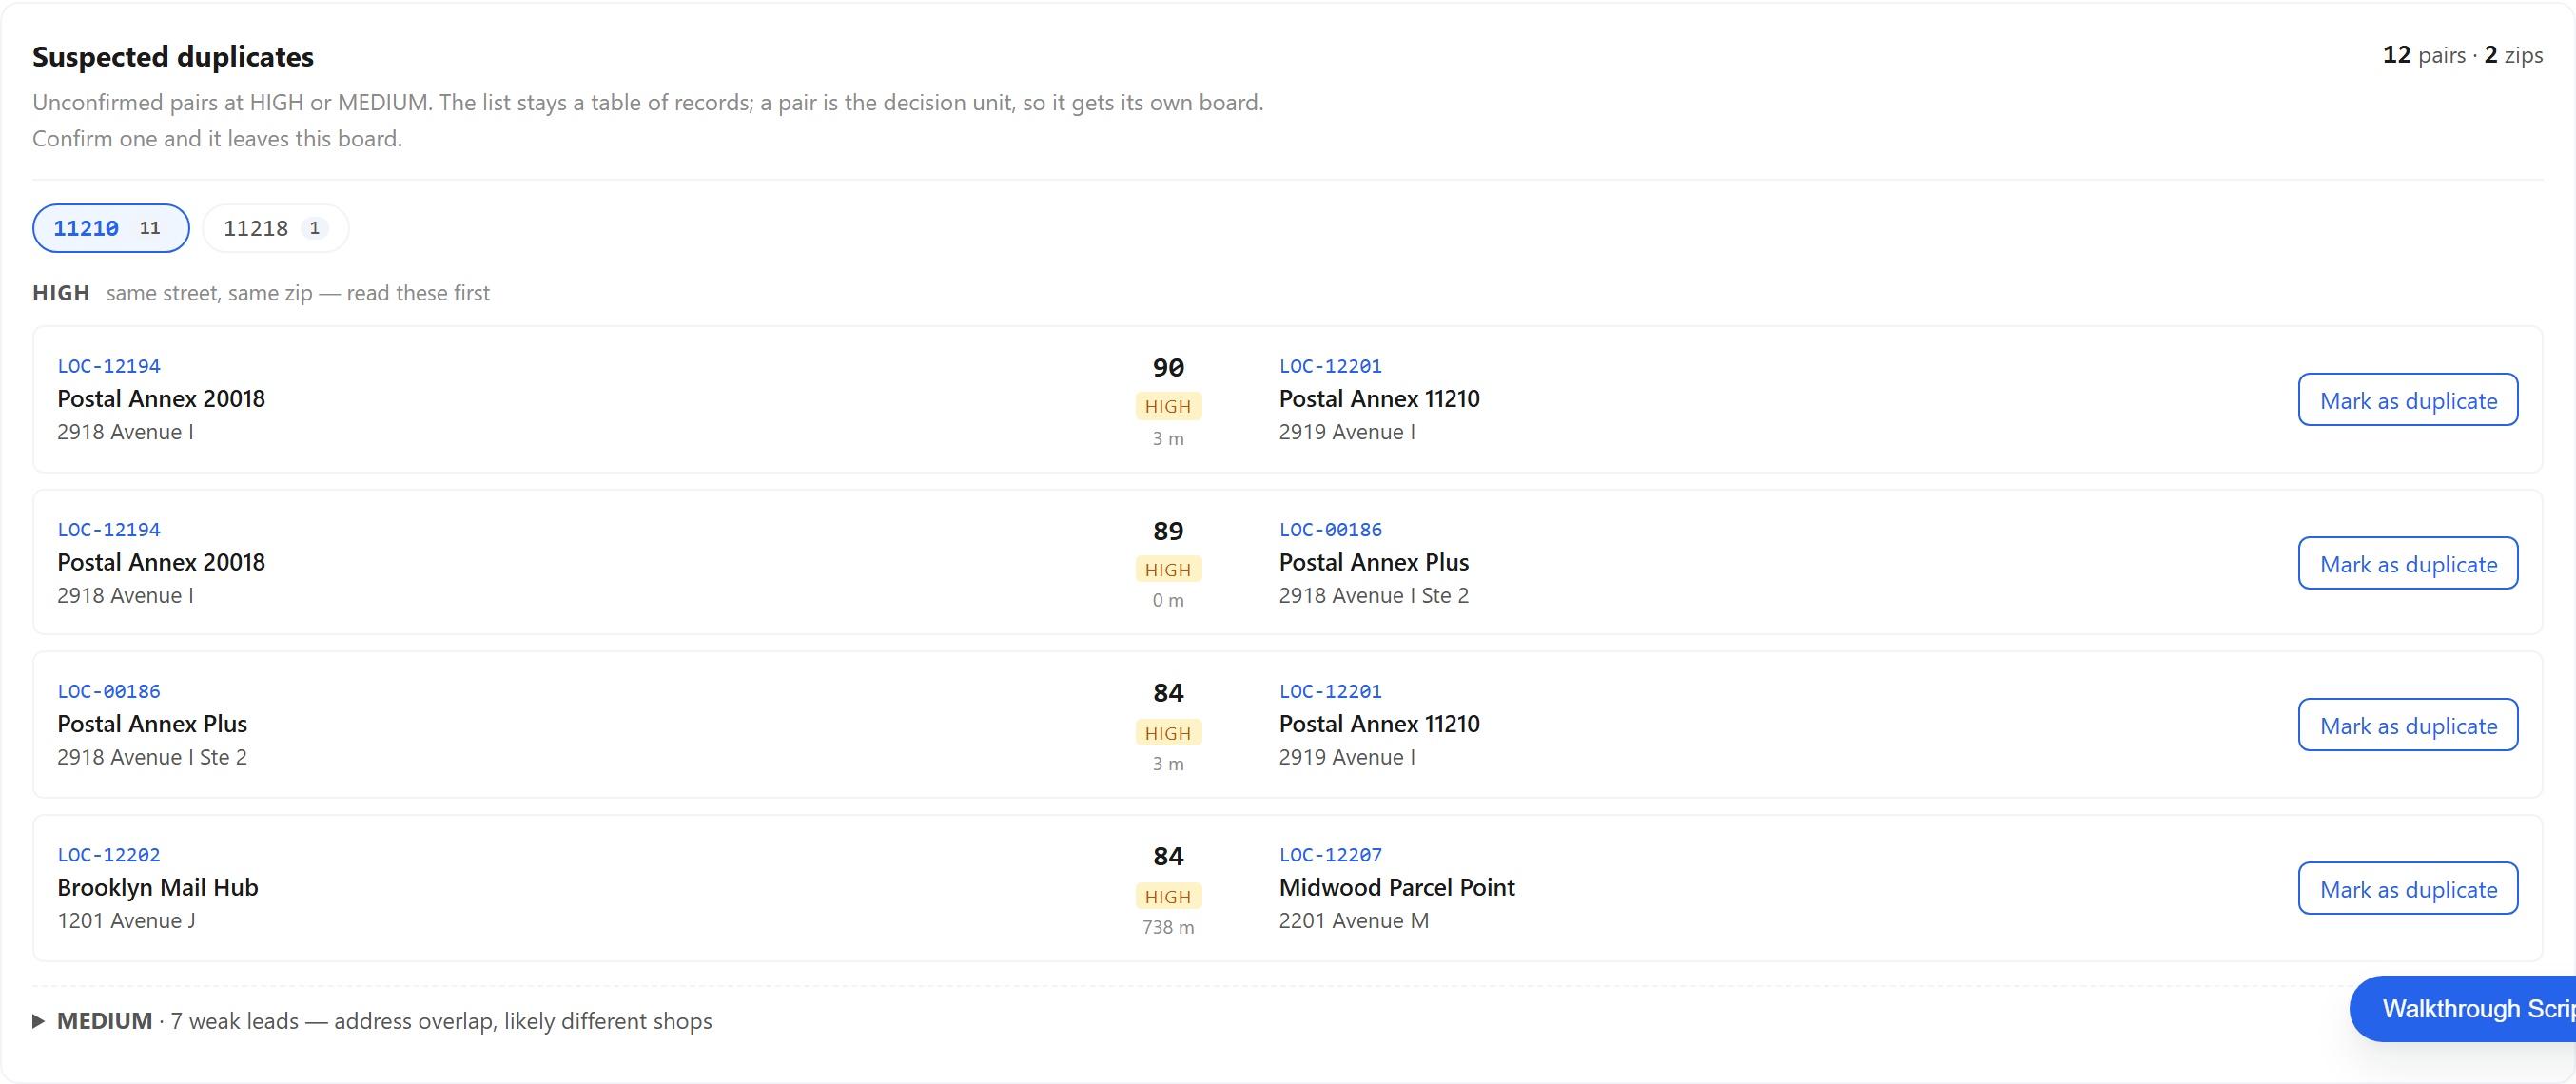 Suspected duplicates
12 pairs · 2 zips
Unconfirmed pairs at HIGH or MEDIUM. The list stays a table of records; a pair is the decision unit, so it gets its own board.
Confirm one and it leaves this board.
11210 11
11218 1
HIGH same street, same zip — read these first
LOC-12194
Postal Annex 20018
2918 Avenue I
90
HIGH
3 m
LOC-12201
Postal Annex 11210
2919 Avenue I
Mark as duplicate
LOC-12194
Postal Annex 20018
2918 Avenue I
89
HIGH
0 m
LOC-00186
Postal Annex Plus
2918 Avenue I Ste 2
Mark as duplicate
LOC-00186
Postal Annex Plus
2918 Avenue I Ste 2
84
HIGH
3 m
LOC-12201
Postal Annex 11210
2919 Avenue I
Mark as duplicate
LOC-12202
Brooklyn Mail Hub
1201 Avenue J
84
HIGH
738 m
LOC-12207
Midwood Parcel Point
2201 Avenue M
Mark as duplicate
▶ MEDIUM · 7 weak leads — address overlap, likely different shops
Walkthrough